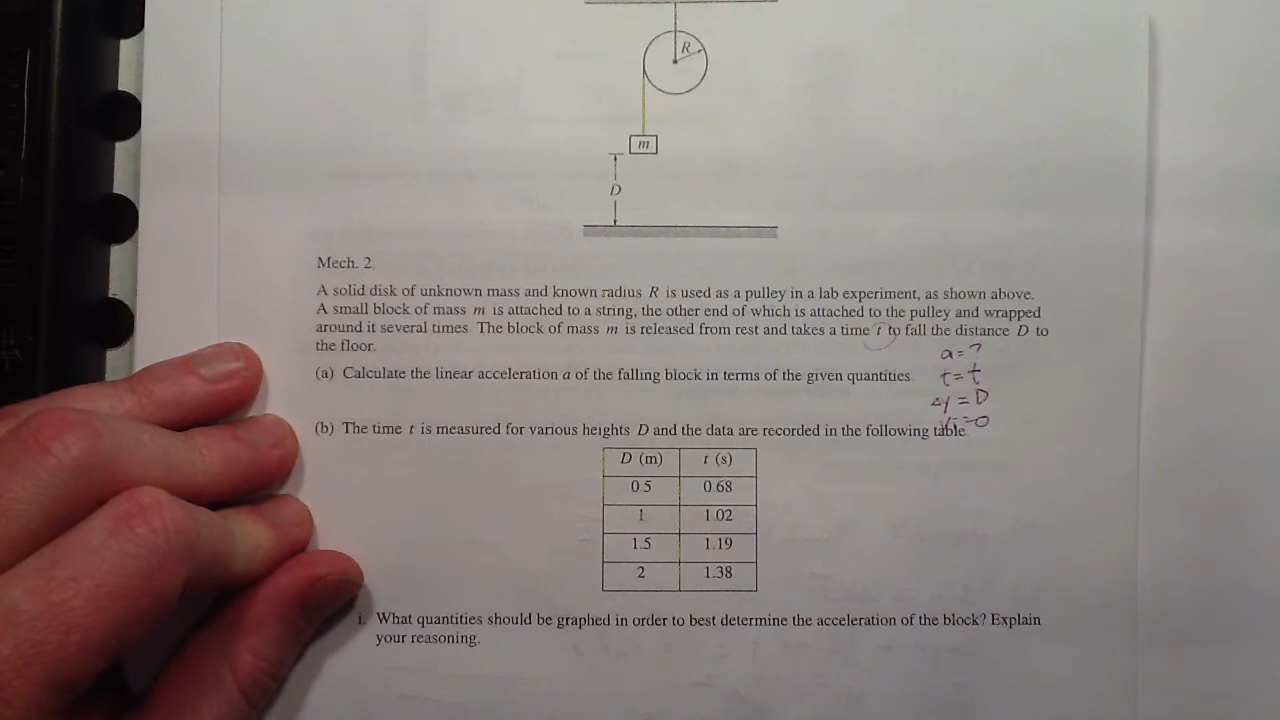 R
m
D
Mech. 2.
A solid disk of unknown mass and known radius R is used as a pulley in a lab experiment, as shown above.
A small block of mass m is attached to a string, the other end of which is attached to the pulley and wrapped
around it several times. The block of mass m is released from rest and takes a time t to fall the distance D to
the floor.
a = ?
(a) Calculate the linear acceleration a of the falling block in terms of the given quantities.
t = t
Δy = D
(b) The time t is measured for various heights D and the data are recorded in the following table.
D (m) t (s)
0.5 0.68
1 1.02
1.5 1.19
2 1.38
i. What quantities should be graphed in order to best determine the acceleration of the block? Explain
your reasoning.